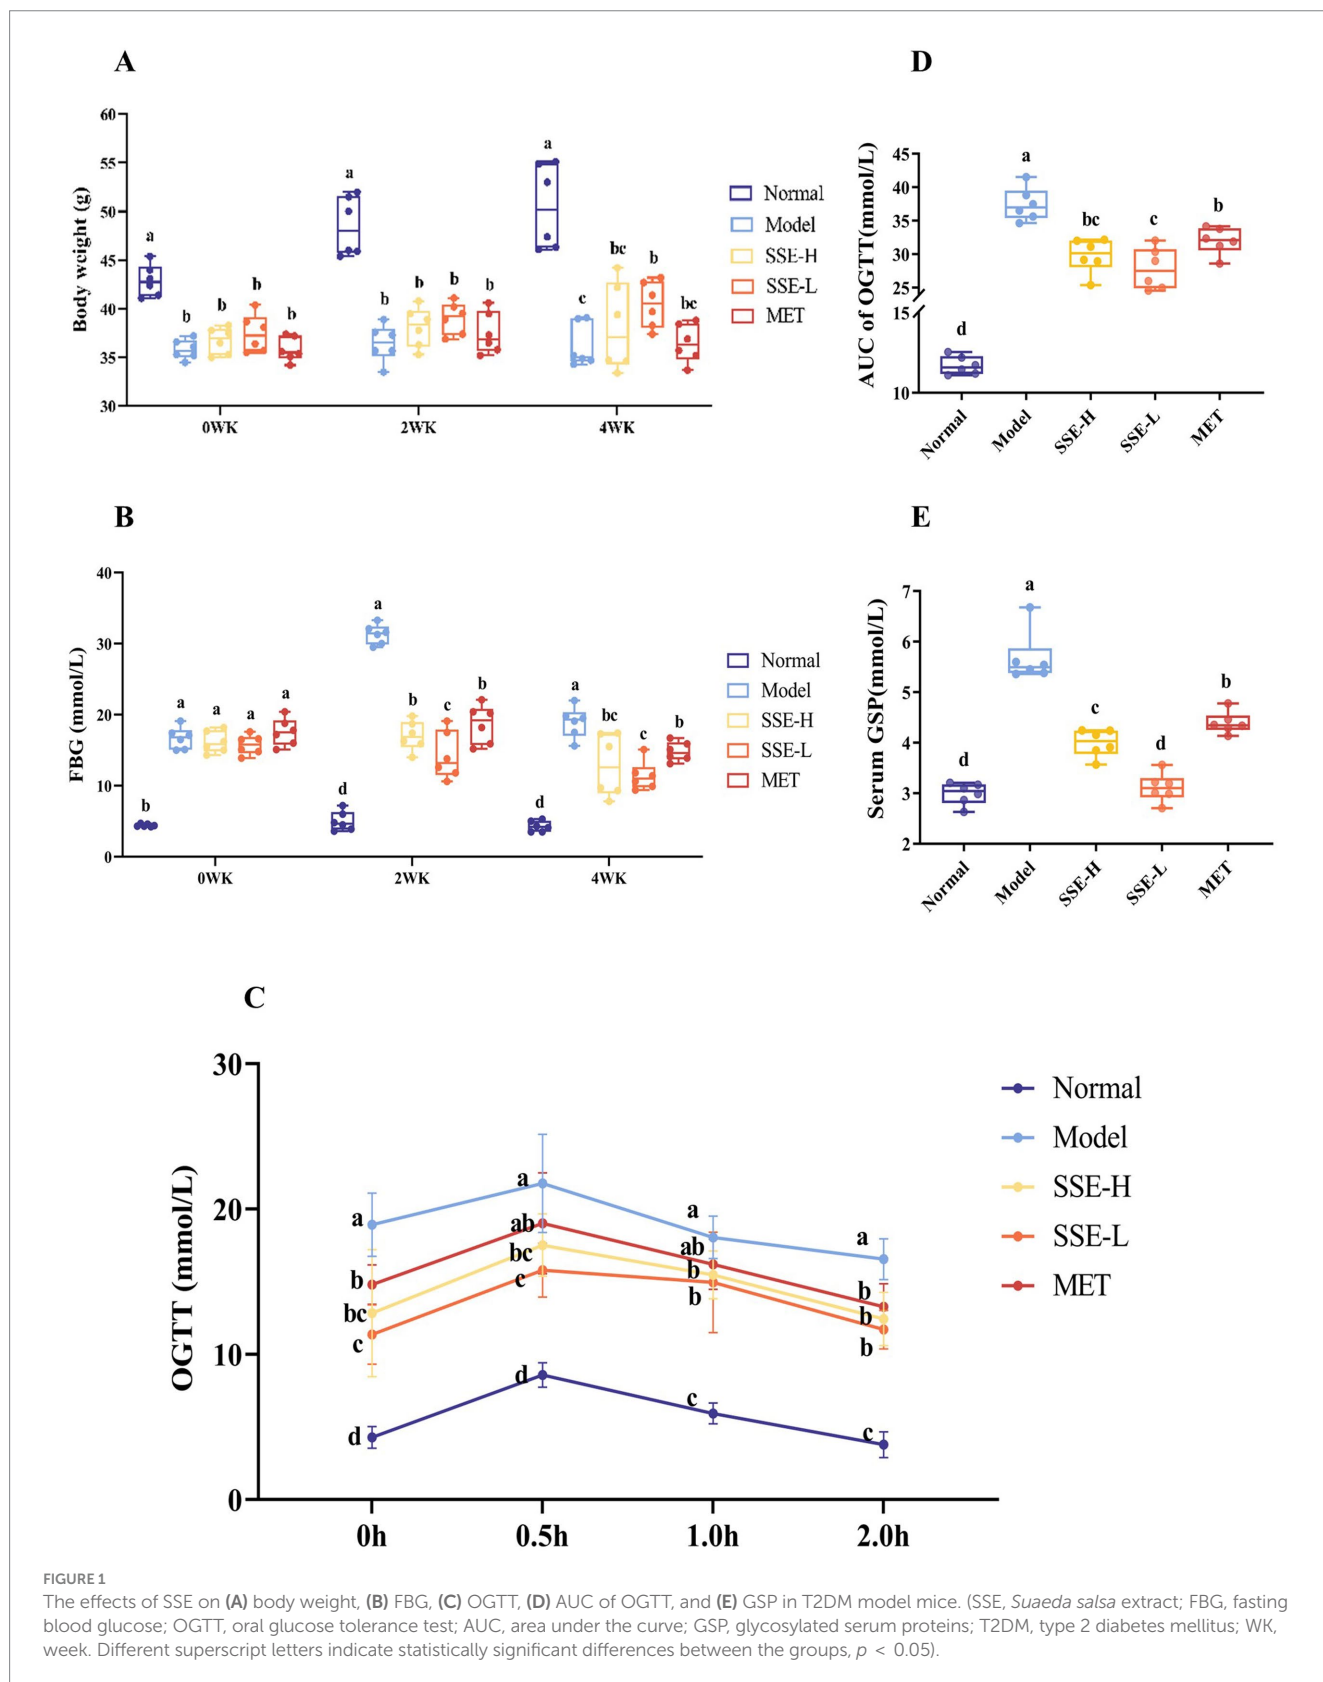 A
60
55
50
45
40
35
30
Body weight (g)
a
b
b
b
b
a
b
b
b
b
a
c
bc
b
bc
0WK
2WK
4WK
Normal
Model
SSE-H
SSE-L
MET
D
AUC of OGTT(mmol/L)
45
40
35
30
25
15
10
d
a
bc
c
b
Normal
Model
SSE-H
SSE-L
MET
B
FBG (mmol/L)
40
30
20
10
0
b
a
a
a
a
d
a
b
c
b
d
a
bc
c
b
0WK
2WK
4WK
Normal
Model
SSE-H
SSE-L
MET
E
Serum GSP(mmol/L)
7
6
5
4
3
2
d
a
c
d
b
Normal
Model
SSE-H
SSE-L
MET
C
OGTT (mmol/L)
30
20
10
0
a
b
bc
c
d
a
ab
bc
c
d
a
ab
b
b
c
a
b
b
b
c
0h
0.5h
1.0h
2.0h
Normal
Model
SSE-H
SSE-L
MET
FIGURE 1
The effects of SSE on (A) body weight, (B) FBG, (C) OGTT, (D) AUC of OGTT, and (E) GSP in T2DM model mice. (SSE, Suaeda salsa extract; FBG, fasting
blood glucose; OGTT, oral glucose tolerance test; AUC, area under the curve; GSP, glycosylated serum proteins; T2DM, type 2 diabetes mellitus; WK,
week. Different superscript letters indicate statistically significant differences between the groups, p < 0.05).